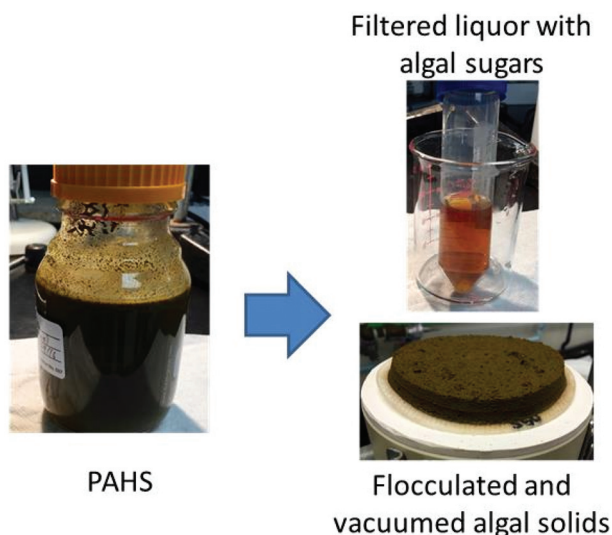 Filtered liquor with
algal sugars
PAHS
Flocculated and
vacuumed algal solids